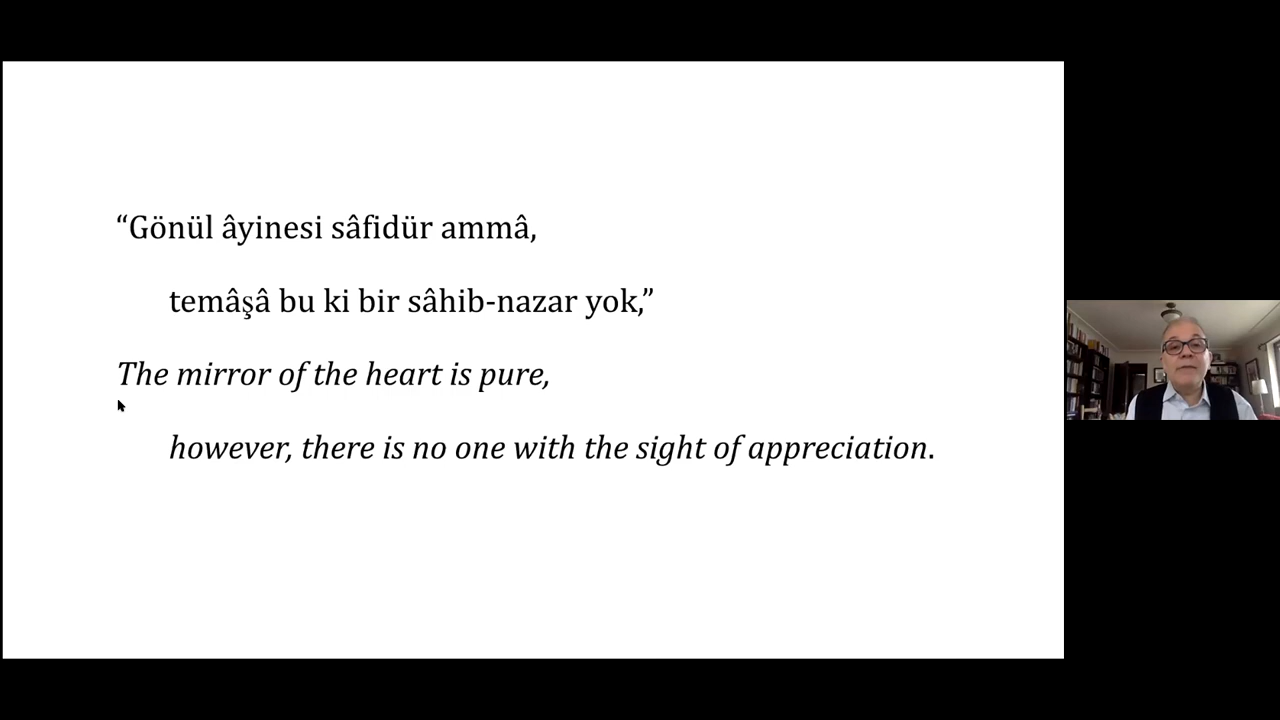 “Gönül âyinesi sâfidür ammâ,
temâşâ bu ki bir sâhib-nazar yok,”
The mirror of the heart is pure,
however, there is no one with the sight of appreciation.